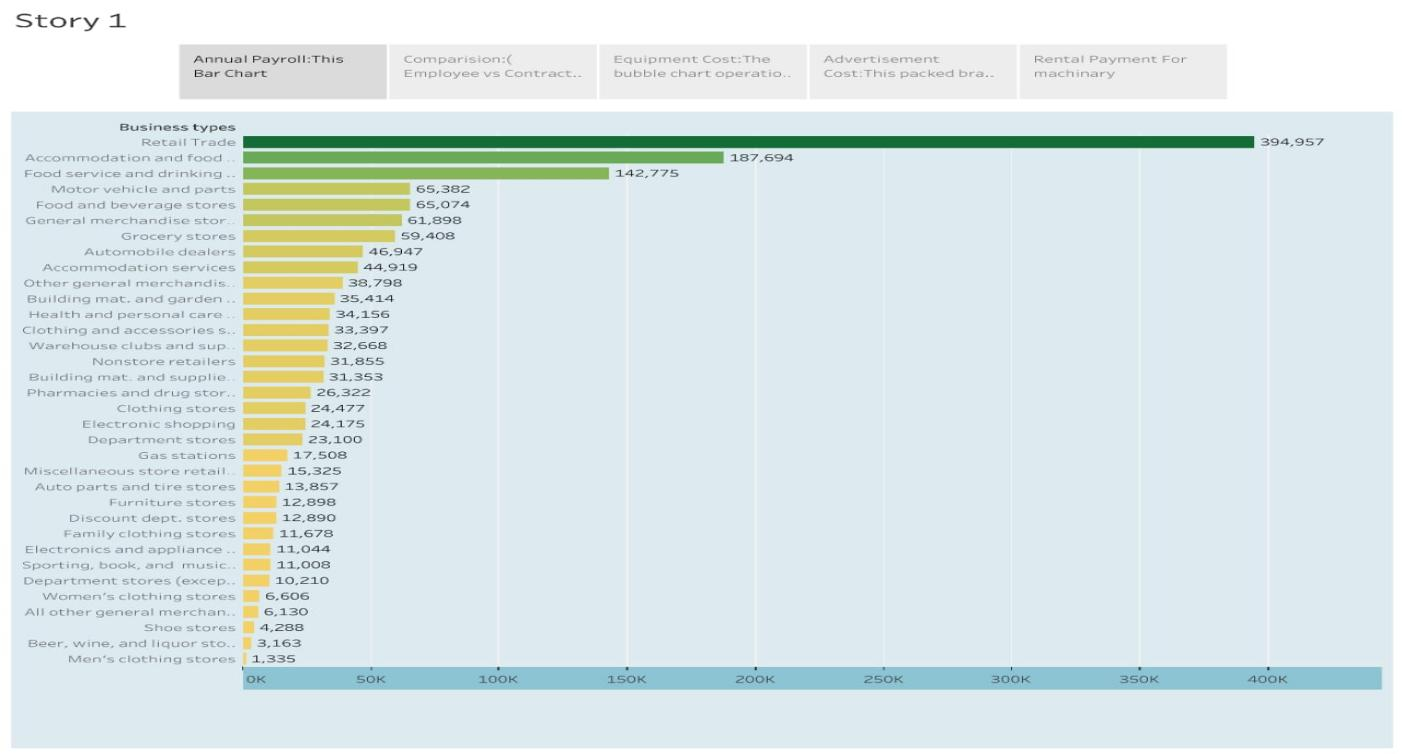 Story 1
Annual Payroll:This
Bar Chart
Comparision:(
Employee vs Contract..
Equipment Cost:The
bubble chart operatio..
Advertisement
Cost:This packed bra..
Rental Payment For
machinary
Business types
Retail Trade 394,957
Accommodation and food .. 187,694
Food service and drinking .. 142,775
Motor vehicle and parts 65,382
Food and beverage stores 65,074
General merchandise stor.. 61,898
Grocery stores 59,408
Automobile dealers 46,947
Accommodation services 44,919
Other general merchandis.. 38,798
Building mat. and garden .. 35,414
Health and personal care .. 34,156
Clothing and accessories s.. 33,397
Warehouse clubs and sup.. 32,668
Nonstore retailers 31,855
Building mat. and supplie.. 31,353
Pharmacies and drug stor.. 26,322
Clothing stores 24,477
Electronic shopping 24,175
Department stores 23,100
Gas stations 17,508
Miscellaneous store retail.. 15,325
Auto parts and tire stores 13,857
Furniture stores 12,898
Discount dept. stores 12,890
Family clothing stores 11,678
Electronics and appliance .. 11,044
Sporting, book, and music.. 11,008
Department stores (excep.. 10,210
Women's clothing stores 6,606
All other general merchan.. 6,130
Shoe stores 4,288
Beer, wine, and liquor sto.. 3,163
Men's clothing stores 1,335
0K 50K 100K 150K 200K 250K 300K 350K 400K